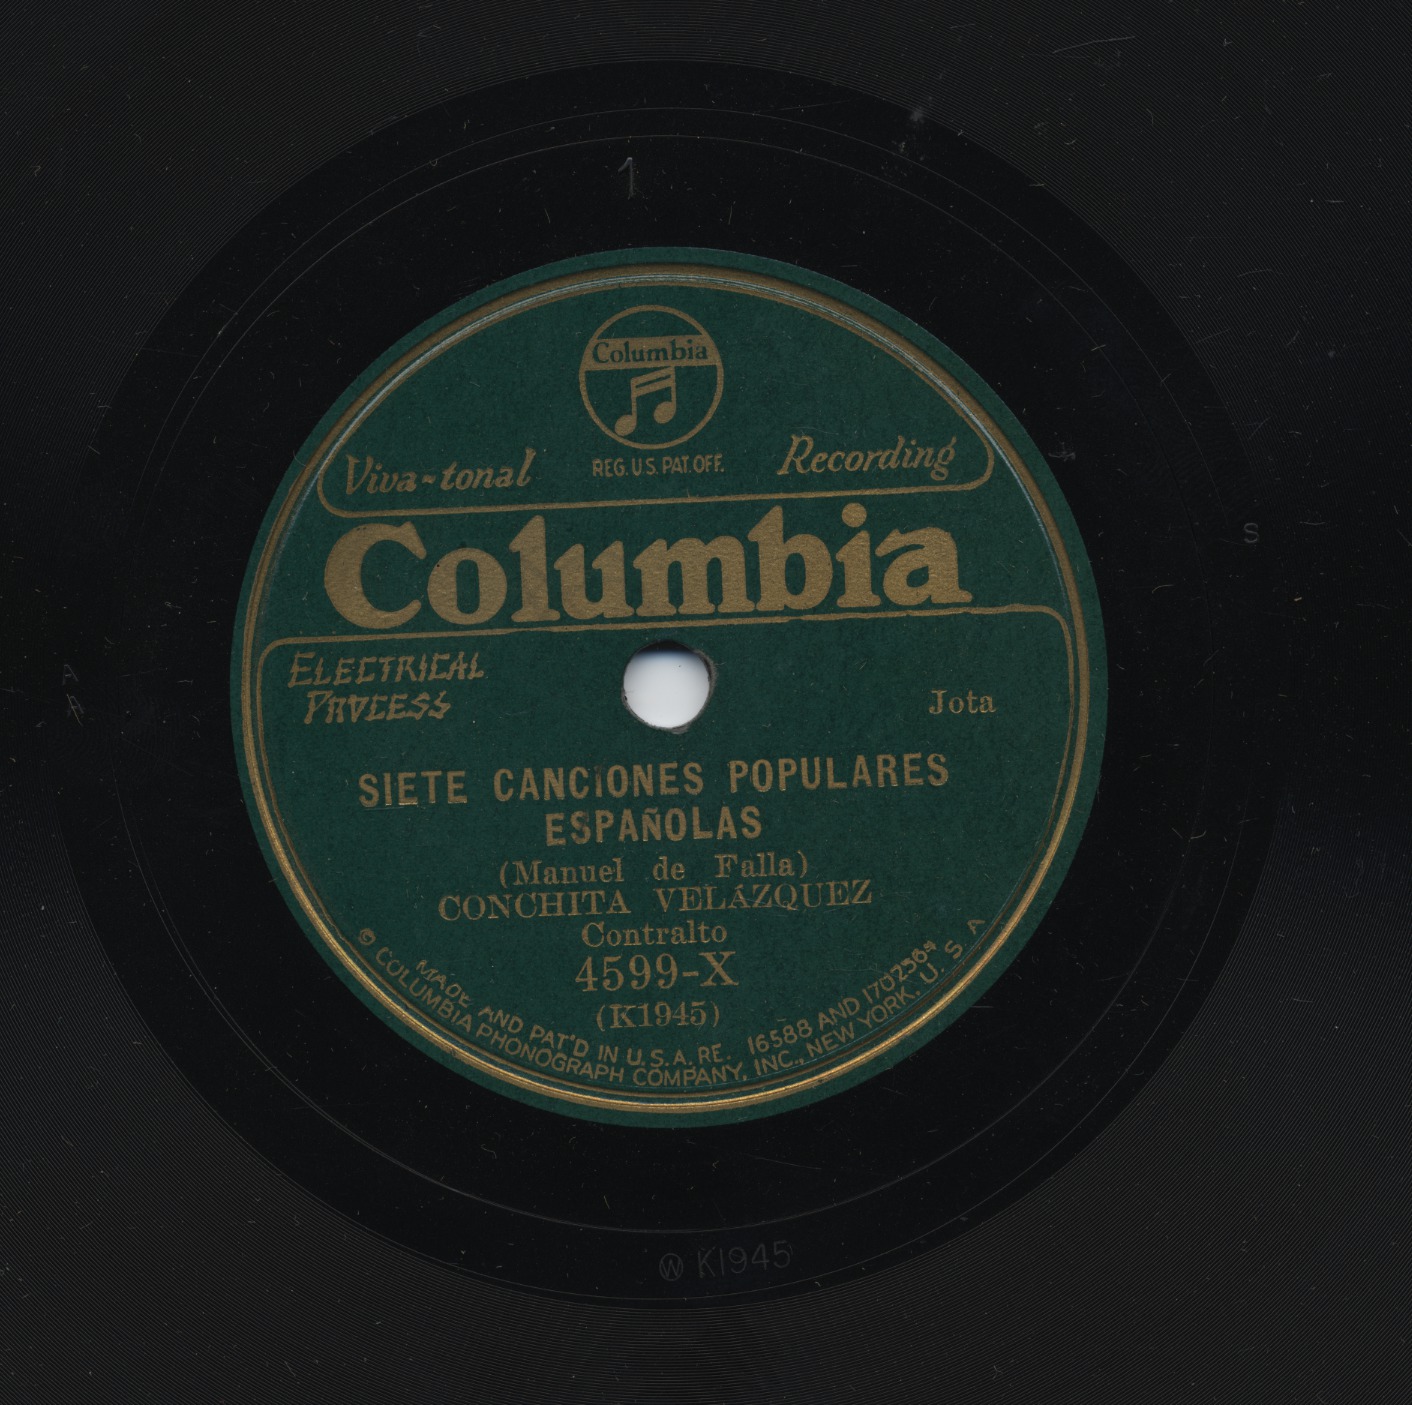 1
Columbia
REG. U.S. PAT. OFF.
Viva-tonal Recording
Columbia
ELECTRICAL
PROCESS
Jota
SIETE CANCIONES POPULARES
ESPAÑOLAS
(Manuel de Falla)
CONCHITA VELÁZQUEZ
Contralto
4599-X
(K1945)
MADE AND PAT'D IN U.S.A. RE. 16588 AND 1702564
© COLUMBIA PHONOGRAPH COMPANY, INC., NEW YORK, U. S. A
S
A
A
Ⓦ K1945